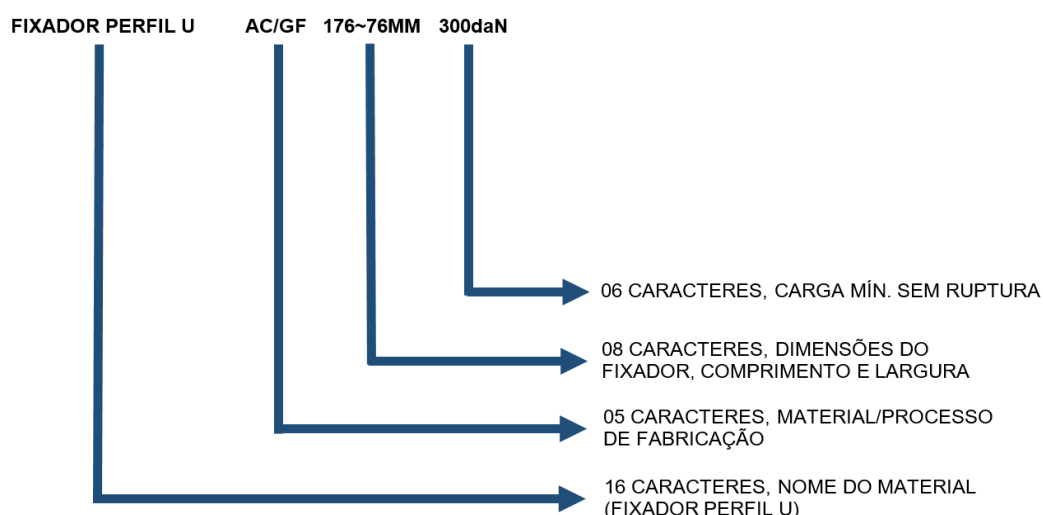 FIXADOR PERFIL U AC/GF 176~76MM 300daN
06 CARACTERES, CARGA MÍN. SEM RUPTURA
08 CARACTERES, DIMENSÕES DO
FIXADOR, COMPRIMENTO E LARGURA
05 CARACTERES, MATERIAL/PROCESSO
DE FABRICAÇÃO
16 CARACTERES, NOME DO MATERIAL
(FIXADOR PERFIL U)